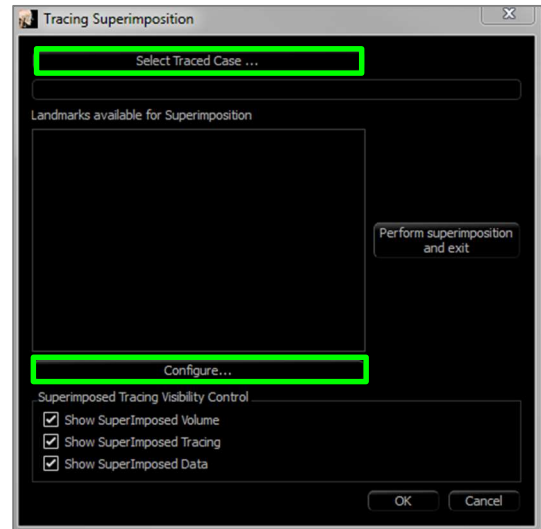 Tracing Superimposition
Select Traced Case ...
Landmarks available for Superimposition
Perform superimposition
and exit
Configure...
Superimposed Tracing Visibility Control
Show SuperImposed Volume
Show SuperImposed Tracing
Show SuperImposed Data
OK
Cancel